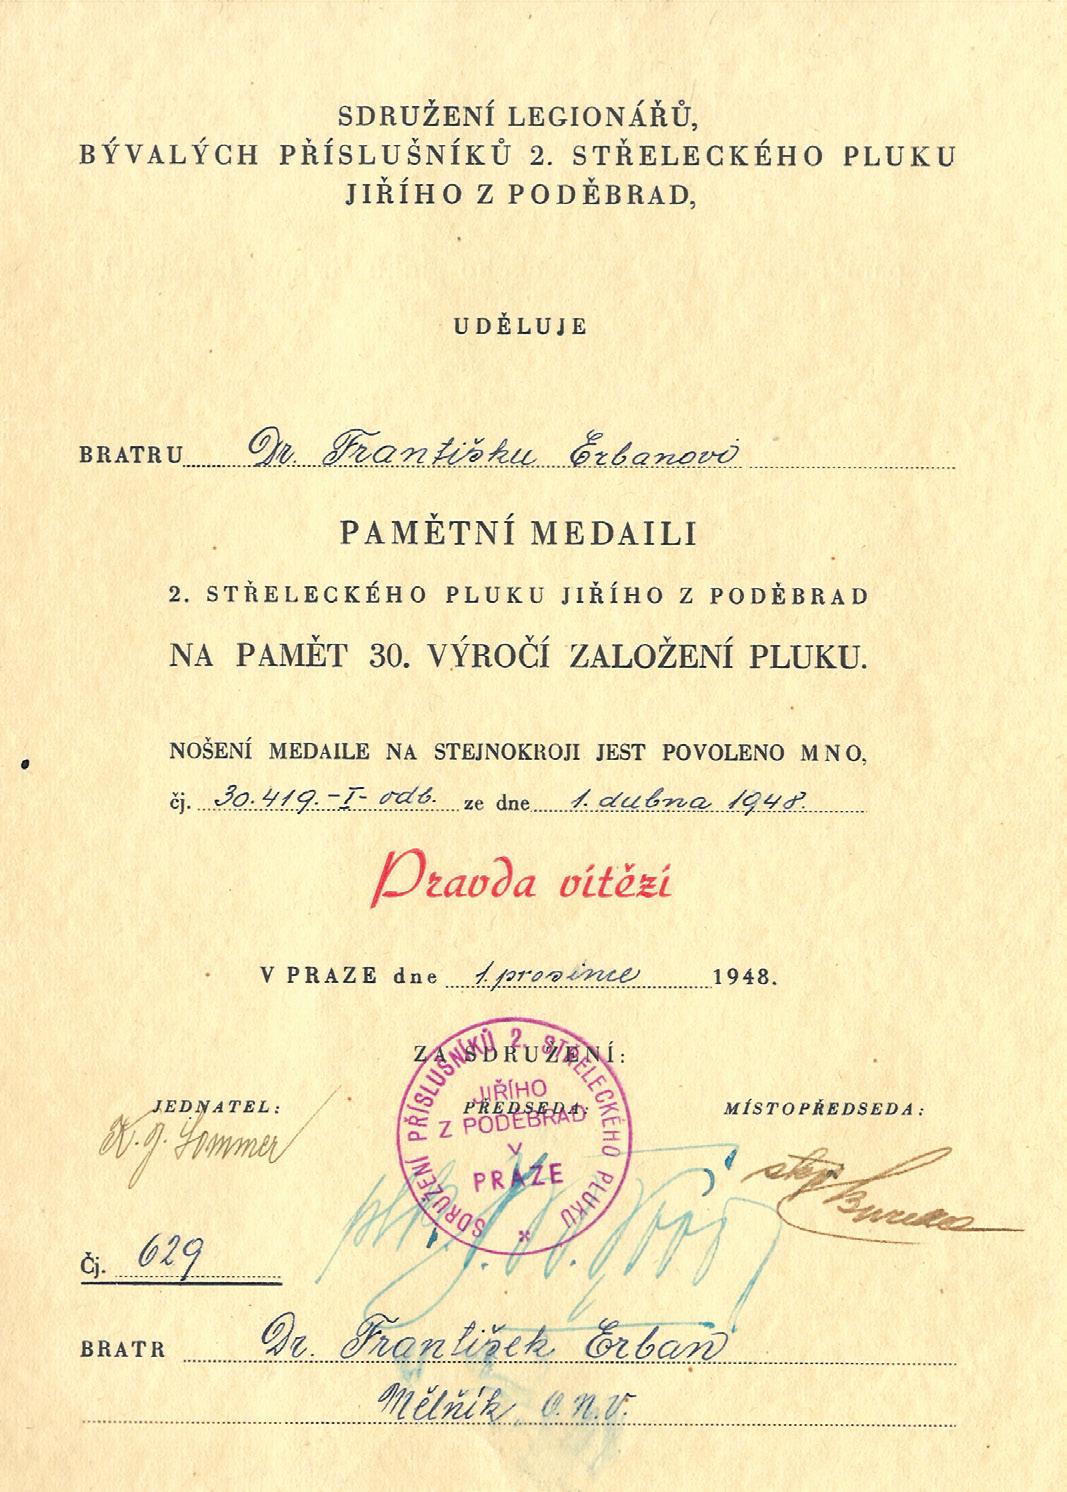 SDRUŽENÍ LEGIONÁŘŮ,
BÝVALÝCH PŘÍSLUŠNÍKŮ 2. STŘELECKÉHO PLUKU
JIŘÍHO Z PODĚBRAD,
UDĚLUJE
BRATRU Dr. Františku Erbanovi
PAMĚTNÍ MEDAILI
2. STŘELECKÉHO PLUKU JIŘÍHO Z PODĚBRAD
NA PAMĚT 30. VÝROČÍ ZALOŽENÍ PLUKU.
NOŠENÍ MEDAILE NA STEJNOKROJI JEST POVOLENO MNO,
čj. 30.419.-I- odb. ze dne 1. dubna 1948.
Pravda vítězí
V PRAZE dne 1. prosince 1948.
ZA SDRUŽENÍ:
JEDNATEL: PŘEDSEDA: MÍSTOPŘEDSEDA:
SDRUŽENÍ PŘÍSLUŠNÍKŮ 2. STŘELECKÉHO PLUKU
JIŘÍHO
Z PODĚBRAD
V
PRAZE
Sommer
Čj. 629
BRATR Dr. František Erban
Mělník, O.N.V.